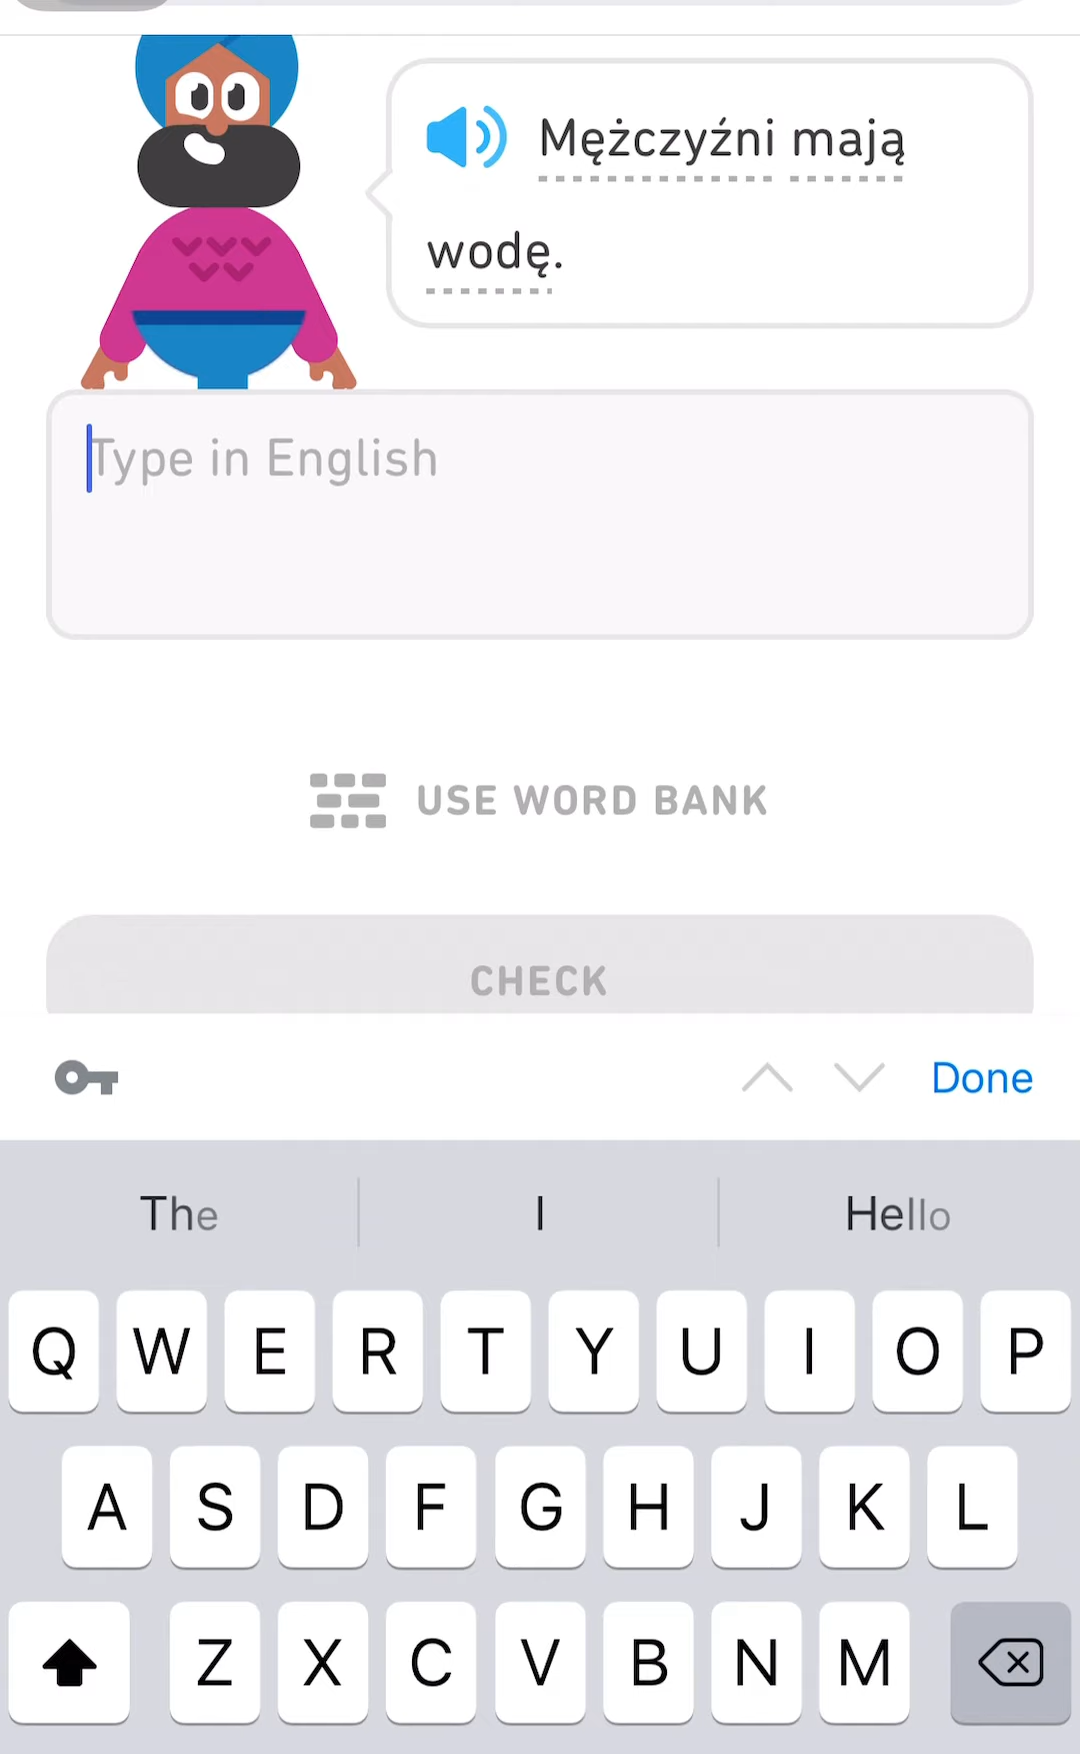 Mężczyźni mają
wodę.
Type in English
USE WORD BANK
CHECK
Done
The
I
Hello
Q W E R T Y U I O P
A S D F G H J K L
Z X C V B N M